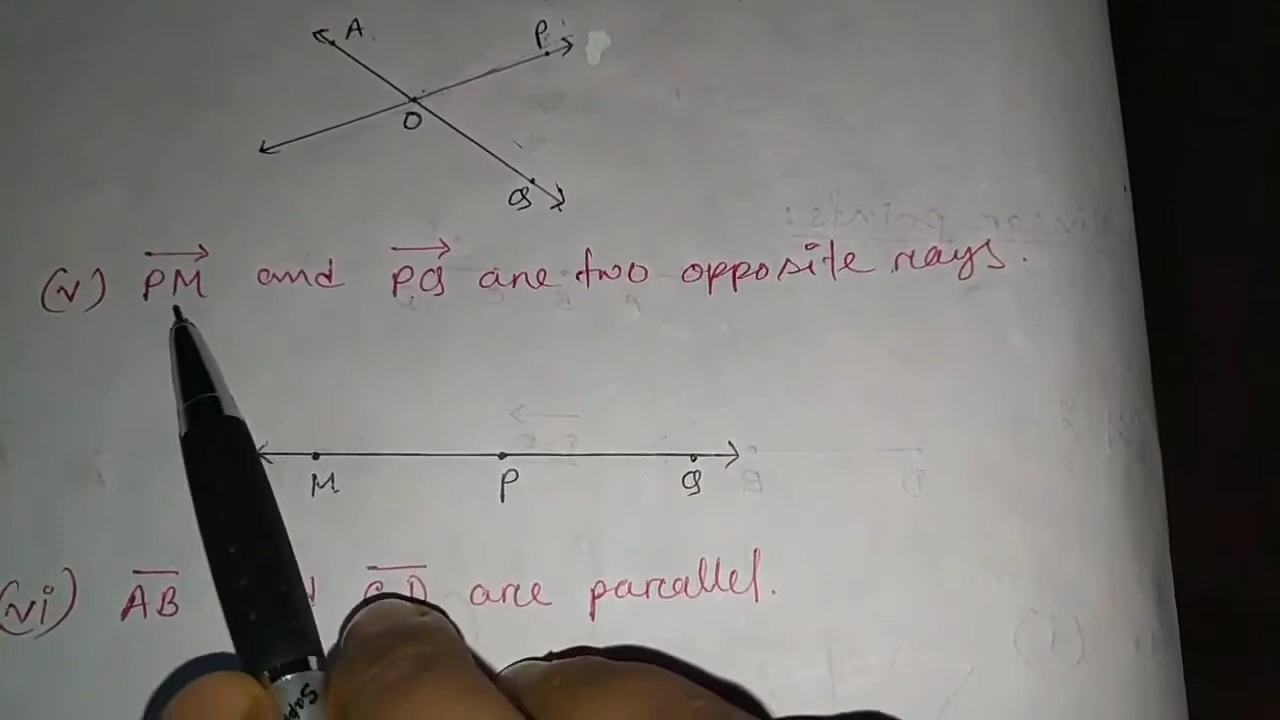 A P
O
Q
(v) PM and PQ are two opposite rays.
M P Q
(vi) AB CD are parallel.